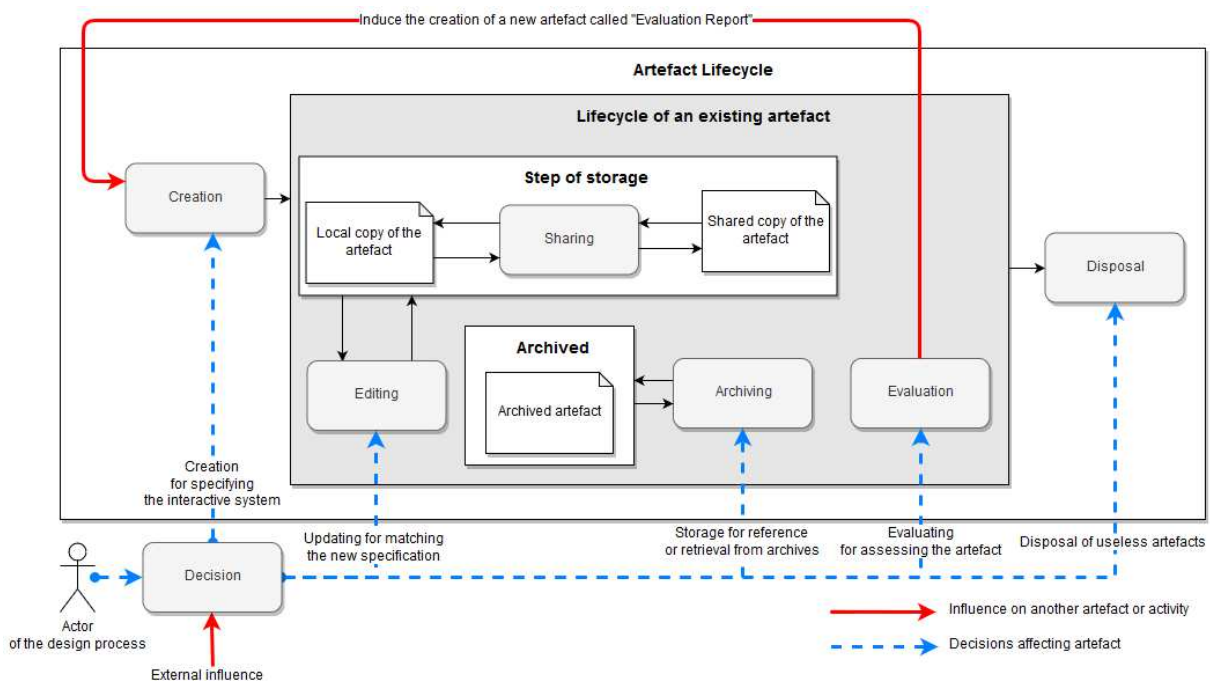 Induce the creation of a new artefact called "Evaluation Report"
Artefact Lifecycle
Lifecycle of an existing artefact
Step of storage
Creation
Local copy of the
artefact
Sharing
Shared copy of the
artefact
Disposal
Archived
Editing
Archived artefact
Archiving
Evaluation
Creation
for specifying
the interactive system
Updating for matching
the new specification
Storage for reference
or retrieval from archives
Evaluating
for assessing the artefact
Disposal of useless artefacts
Decision
Actor
of the design process
External influence
Influence on another artefact or activity
Decisions affecting artefact